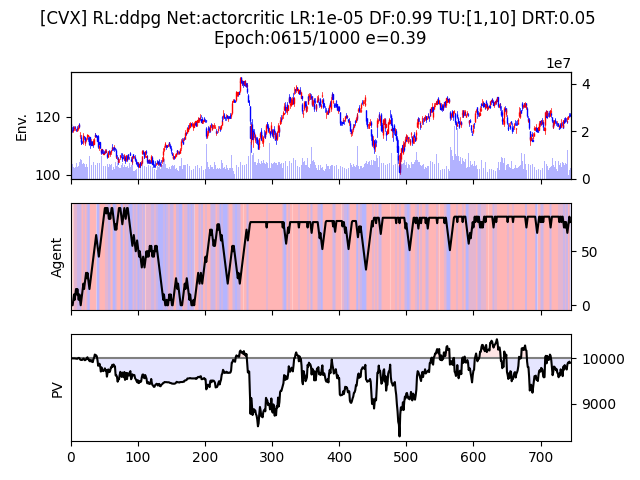 [CVX] RL:ddpg Net:actorcritic LR:1e-05 DF:0.99 TU:[1,10] DRT:0.05
Epoch:0615/1000 e=0.39
1e7
Env.
120
100
4
2
0
Agent
50
0
PV
10000
9000
0 100 200 300 400 500 600 700